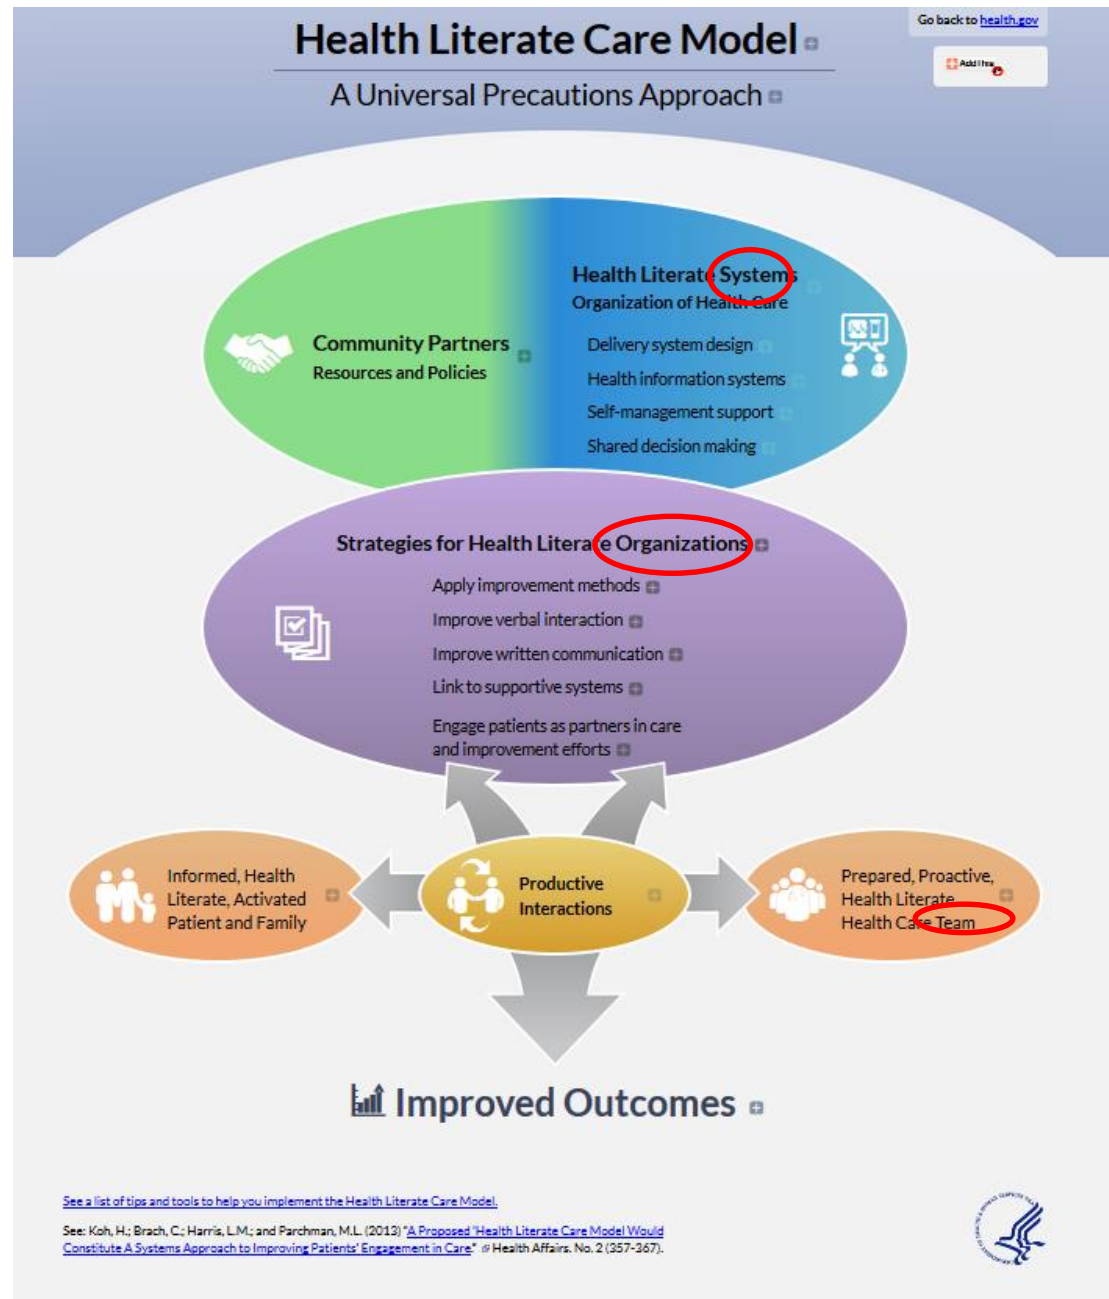 Go back to health.gov
Health Literate Care Model
AddThis
A Universal Precautions Approach
Health Literate Systems
Organization of Health Care
Community Partners
Resources and Policies
Delivery system design
Health information systems
Self-management support
Shared decision making
Strategies for Health Literate Organizations
Apply improvement methods
Improve verbal interaction
Improve written communication
Link to supportive systems
Engage patients as partners in care
and improvement efforts
Informed, Health
Literate, Activated
Patient and Family
Productive
Interactions
Prepared, Proactive,
Health Literate
Health Care Team
Improved Outcomes
See a list of tips and tools to help you implement the Health Literate Care Model.
See: Koh, H.; Brach, C.; Harris, L.M.; and Parchman, M.L. (2013) "A Proposed 'Health Literate Care Model Would
Constitute A Systems Approach to Improving Patients' Engagement in Care." Health Affairs. No. 2 (357-367).